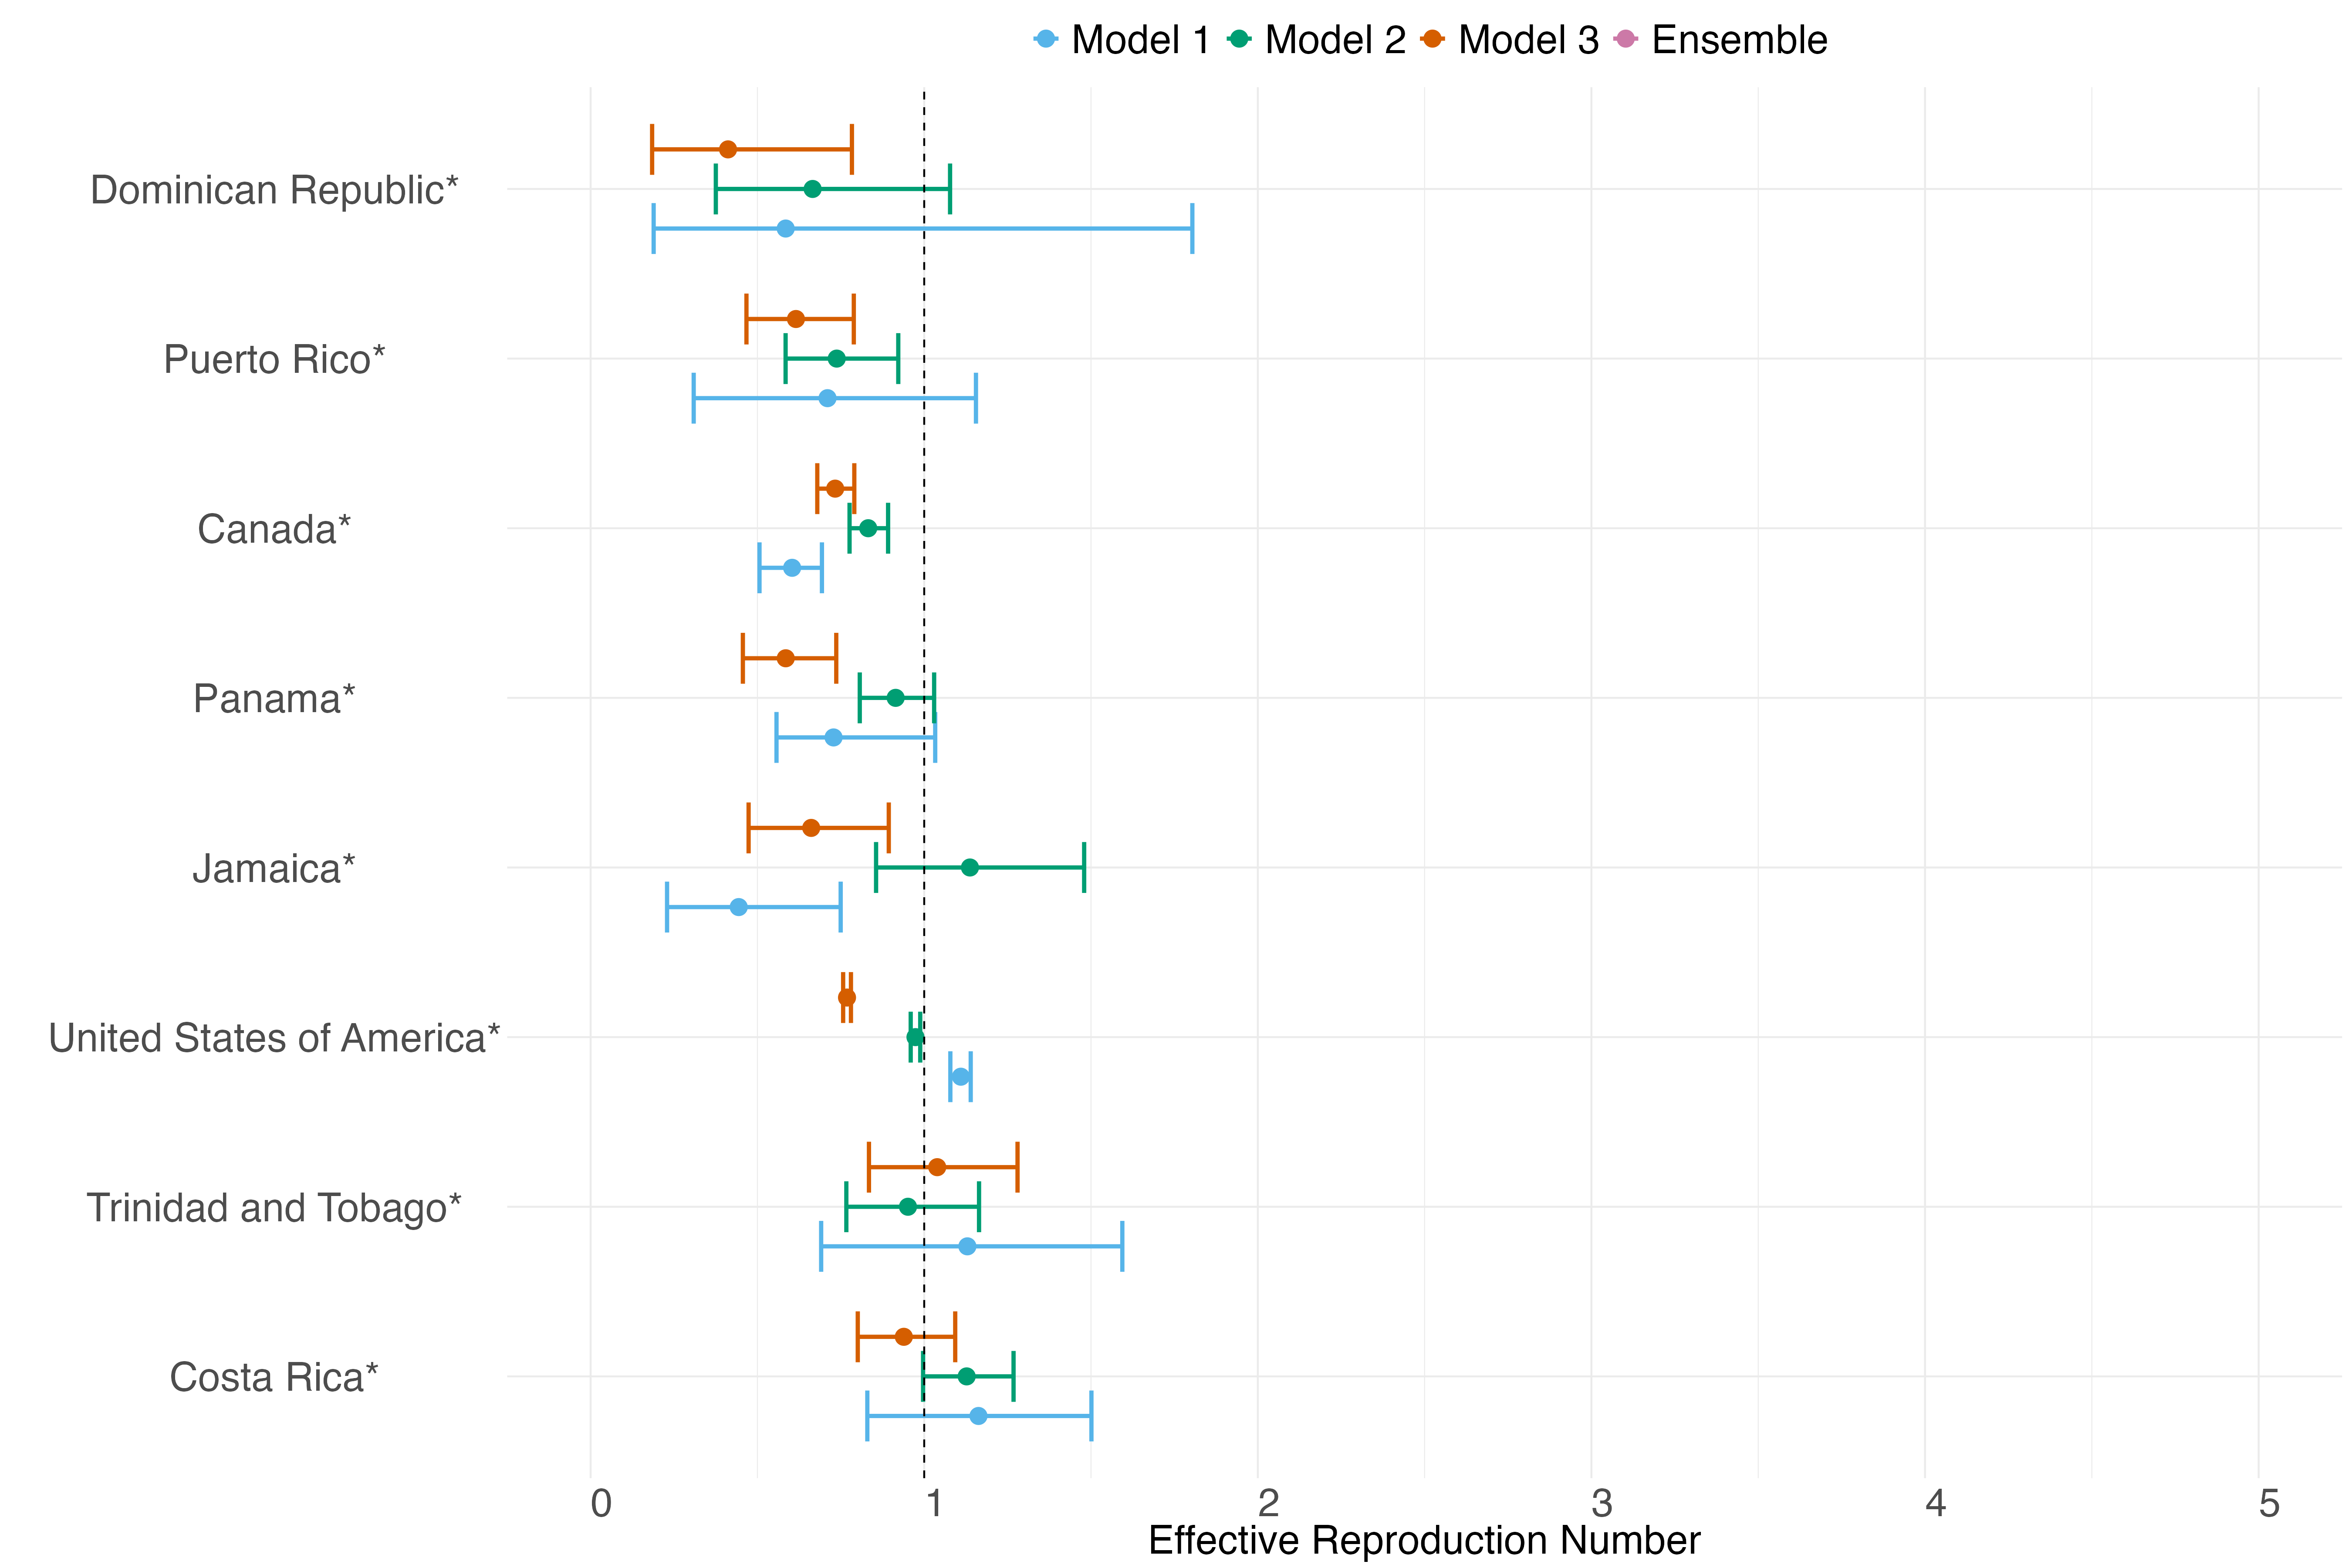 Model 1 Model 2 Model 3 Ensemble
Dominican Republic*
Puerto Rico*
Canada*
Panama*
Jamaica*
United States of America*
Trinidad and Tobago*
Costa Rica*
0 1 2 3 4 5
Effective Reproduction Number